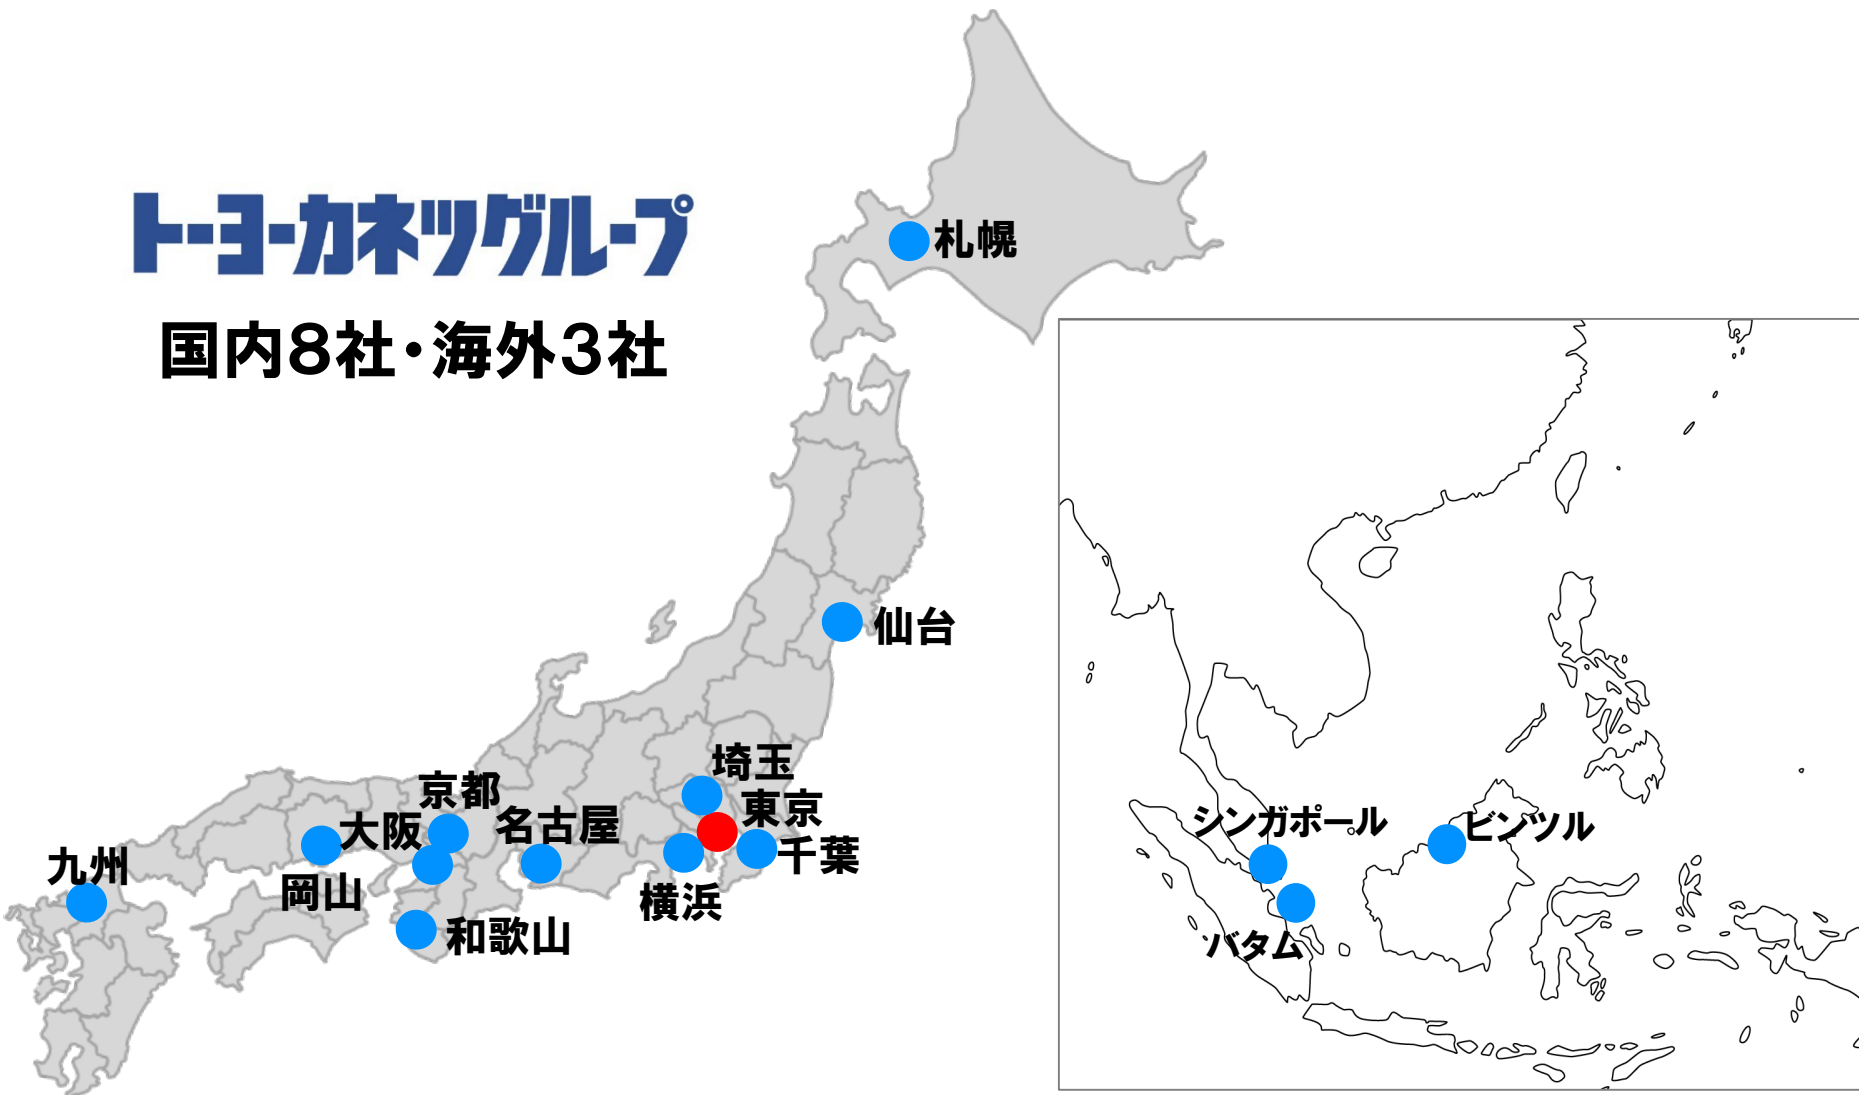 トーヨーカネツグループ
国内8社・海外3社
札幌
仙台
埼玉
東京
千葉
横浜
名古屋
京都
大阪
岡山
和歌山
九州
シンガポール
ビンツル
バタム